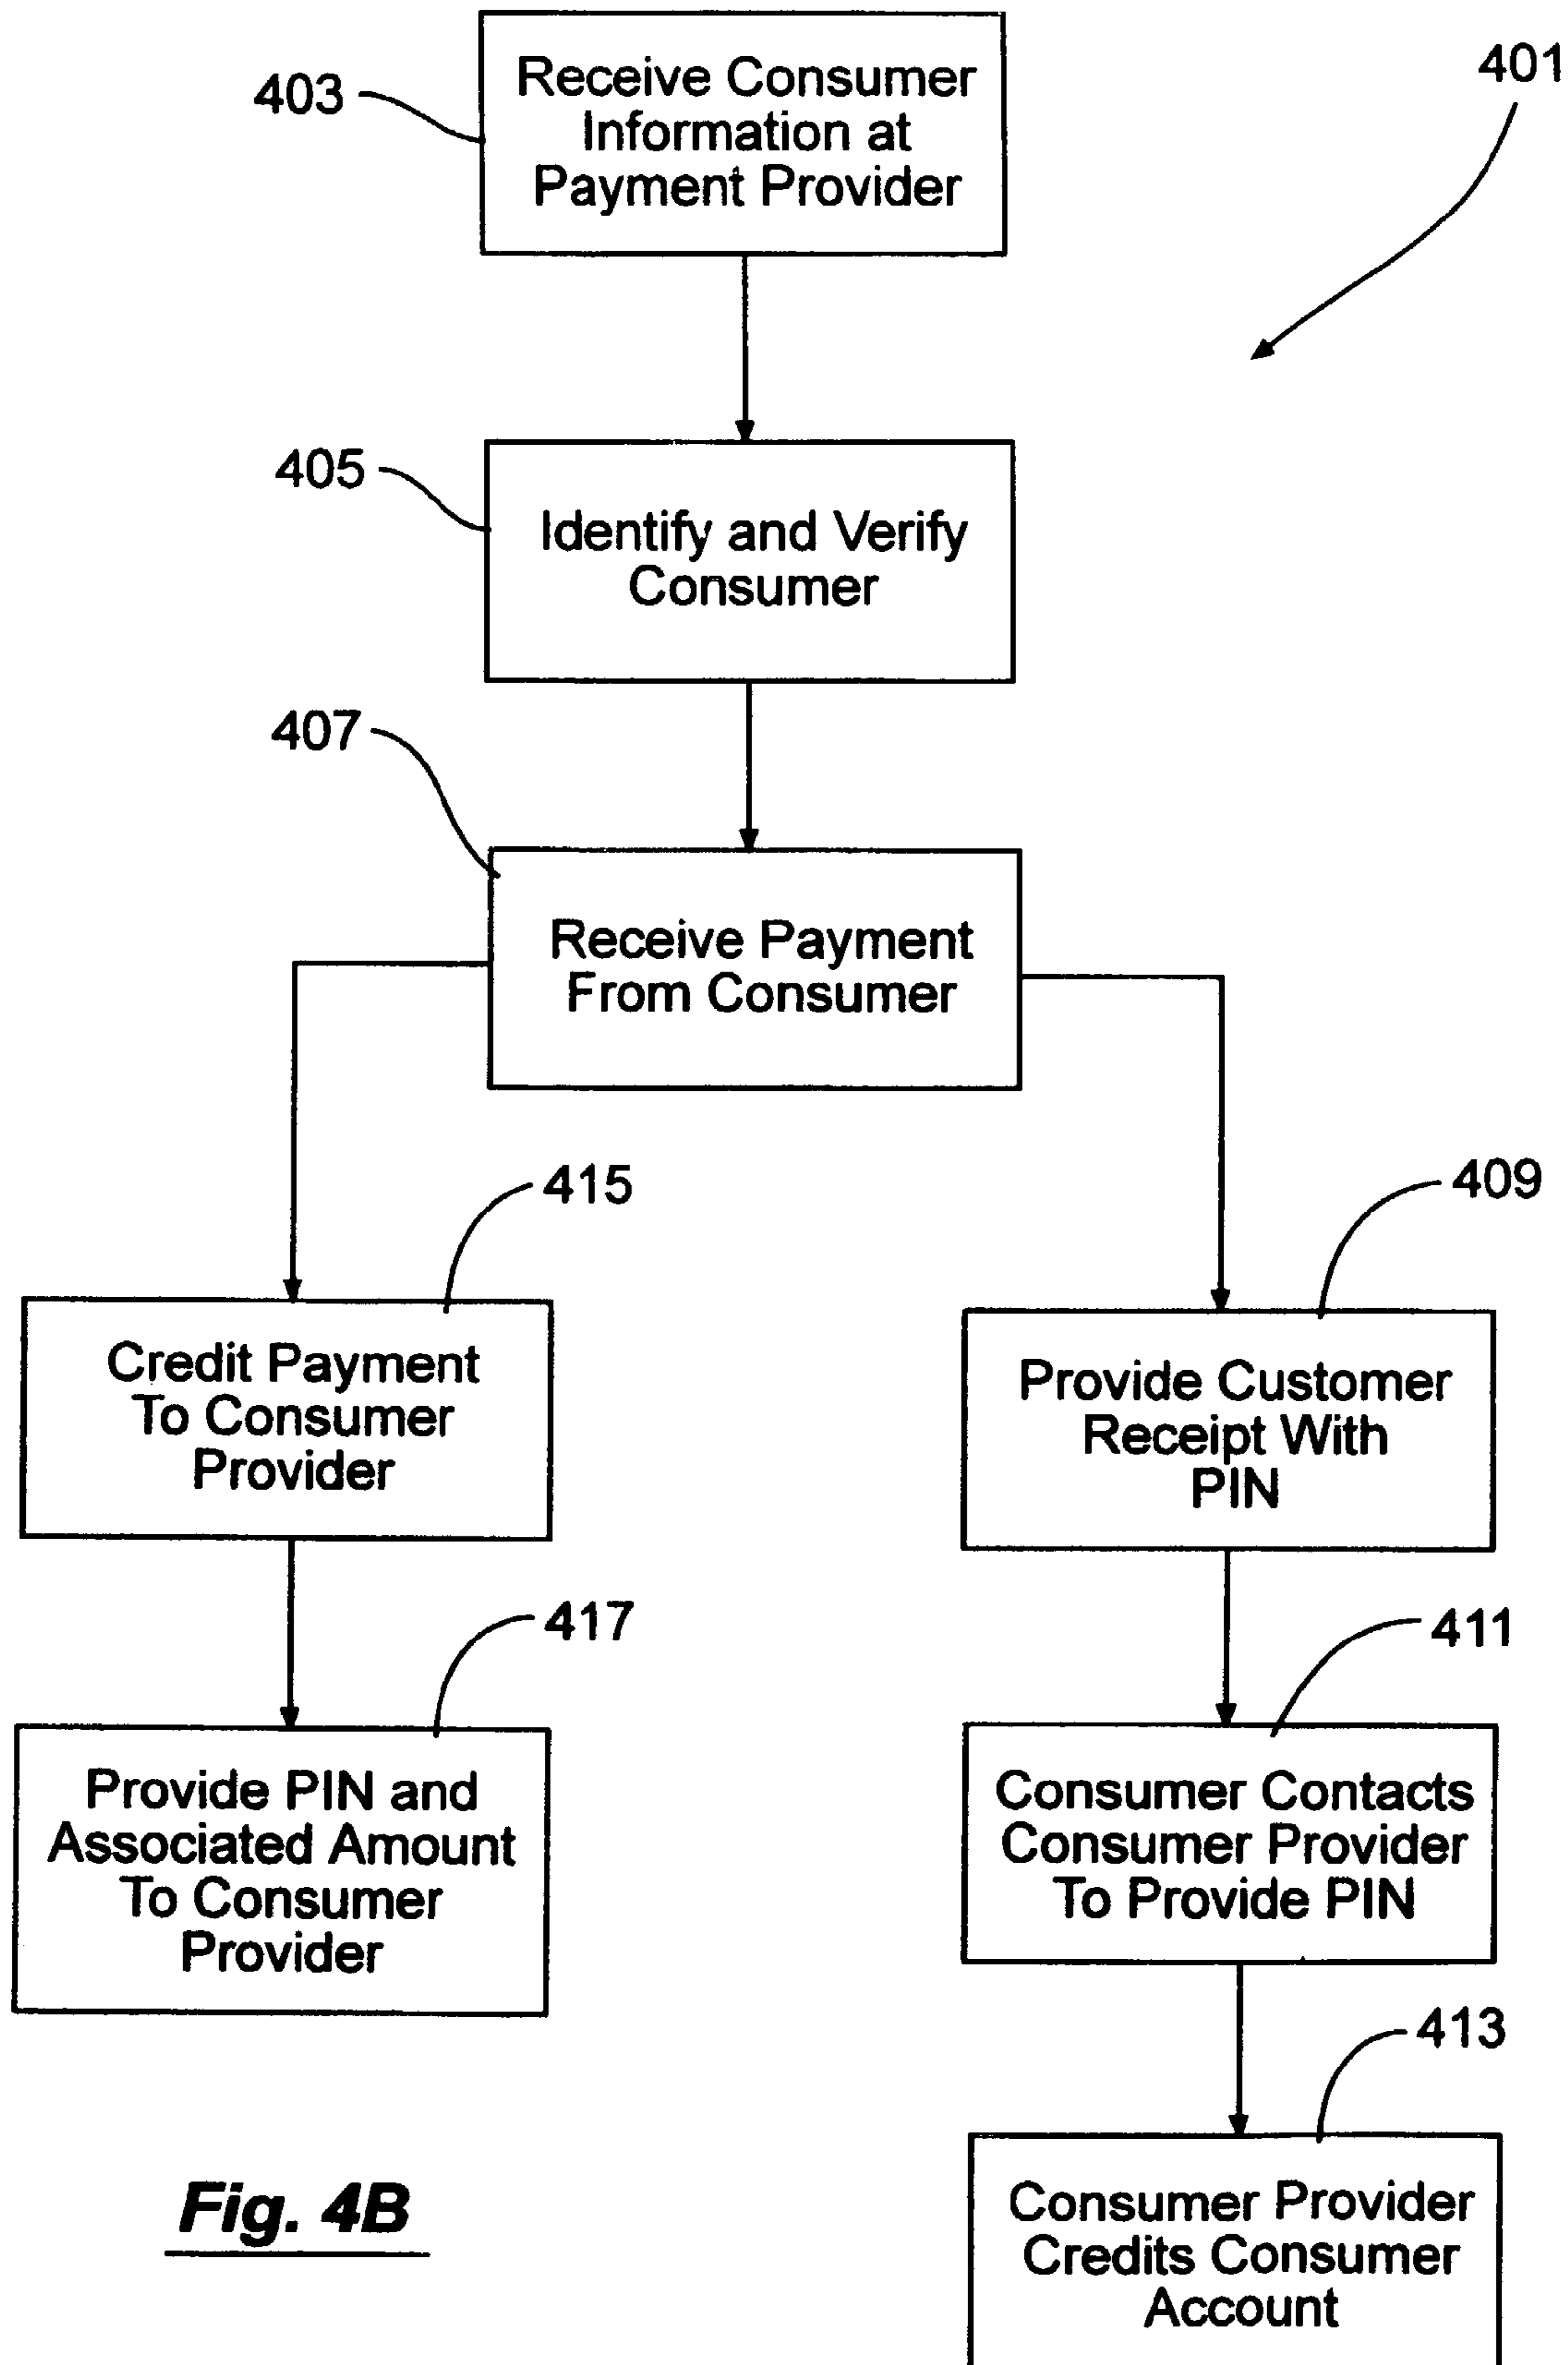 401
403
Receive Consumer
Information at
Payment Provider
405
Identify and Verify
Consumer
407
Receive Payment
From Consumer
415
Credit Payment
To Consumer
Provider
409
Provide Customer
Receipt With
PIN
417
Provide PIN and
Associated Amount
To Consumer
Provider
411
Consumer Contacts
Consumer Provider
To Provide PIN
413
Consumer Provider
Credits Consumer
Account
Fig. 4B